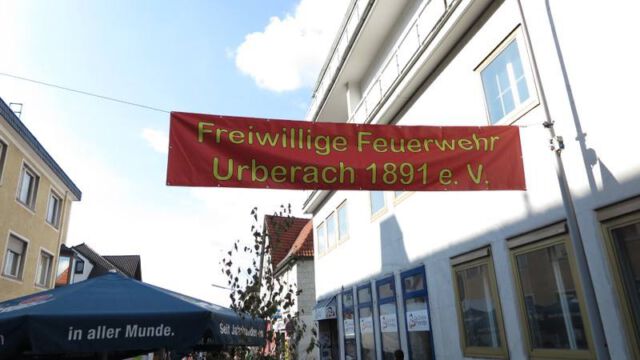 Freiwillige Feuerwehr
Urberach 1891 e. V.
in aller Munde.
Seit